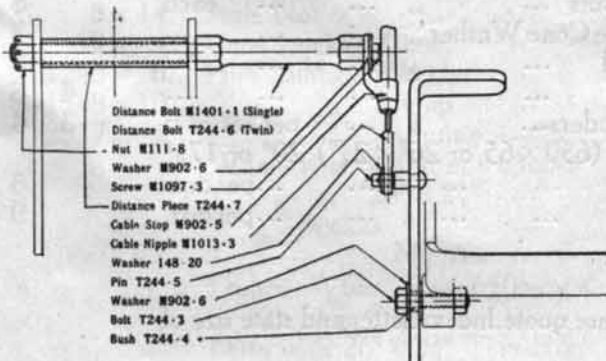 Distance Bolt M1401-1 (Single)
Distance Bolt T244-6 (Twin)
Nut M111-8
Washer M902-6
Screw M1097-3
Distance Piece T244-7
Cable Stop M902-5
Cable Nipple M1013-3
Washer 148-20
Pin T244-5
Washer M902-6
Bolt T244-3
Bush T244-4